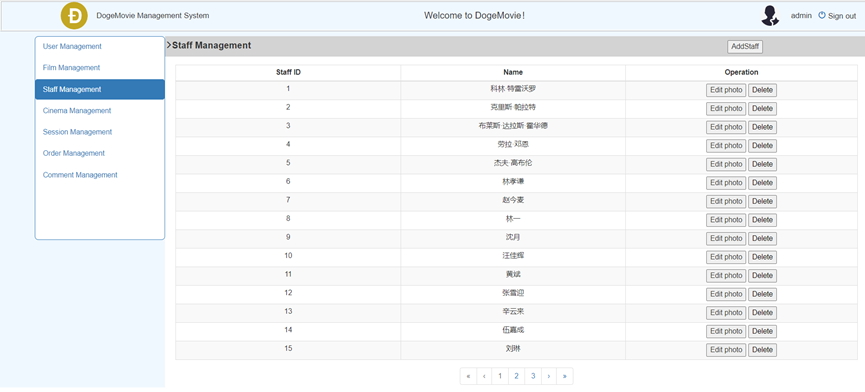 DogeMovie Management System
Welcome to DogeMovie!
admin Sign out
User Management
Film Management
Staff Management
Cinema Management
Session Management
Order Management
Comment Management
Staff Management AddStaff
Staff ID Name Operation
1 科林·特雷沃罗 Edit photo Delete
2 克里斯·帕拉特 Edit photo Delete
3 布莱斯·达拉斯·霍华德 Edit photo Delete
4 劳拉·邓恩 Edit photo Delete
5 杰夫·高布伦 Edit photo Delete
6 林孝谦 Edit photo Delete
7 赵今麦 Edit photo Delete
8 林一 Edit photo Delete
9 沈月 Edit photo Delete
10 汪佳辉 Edit photo Delete
11 黄斌 Edit photo Delete
12 张雪迎 Edit photo Delete
13 辛云来 Edit photo Delete
14 伍嘉成 Edit photo Delete
15 刘琳 Edit photo Delete
« ‹ 1 2 3 › »